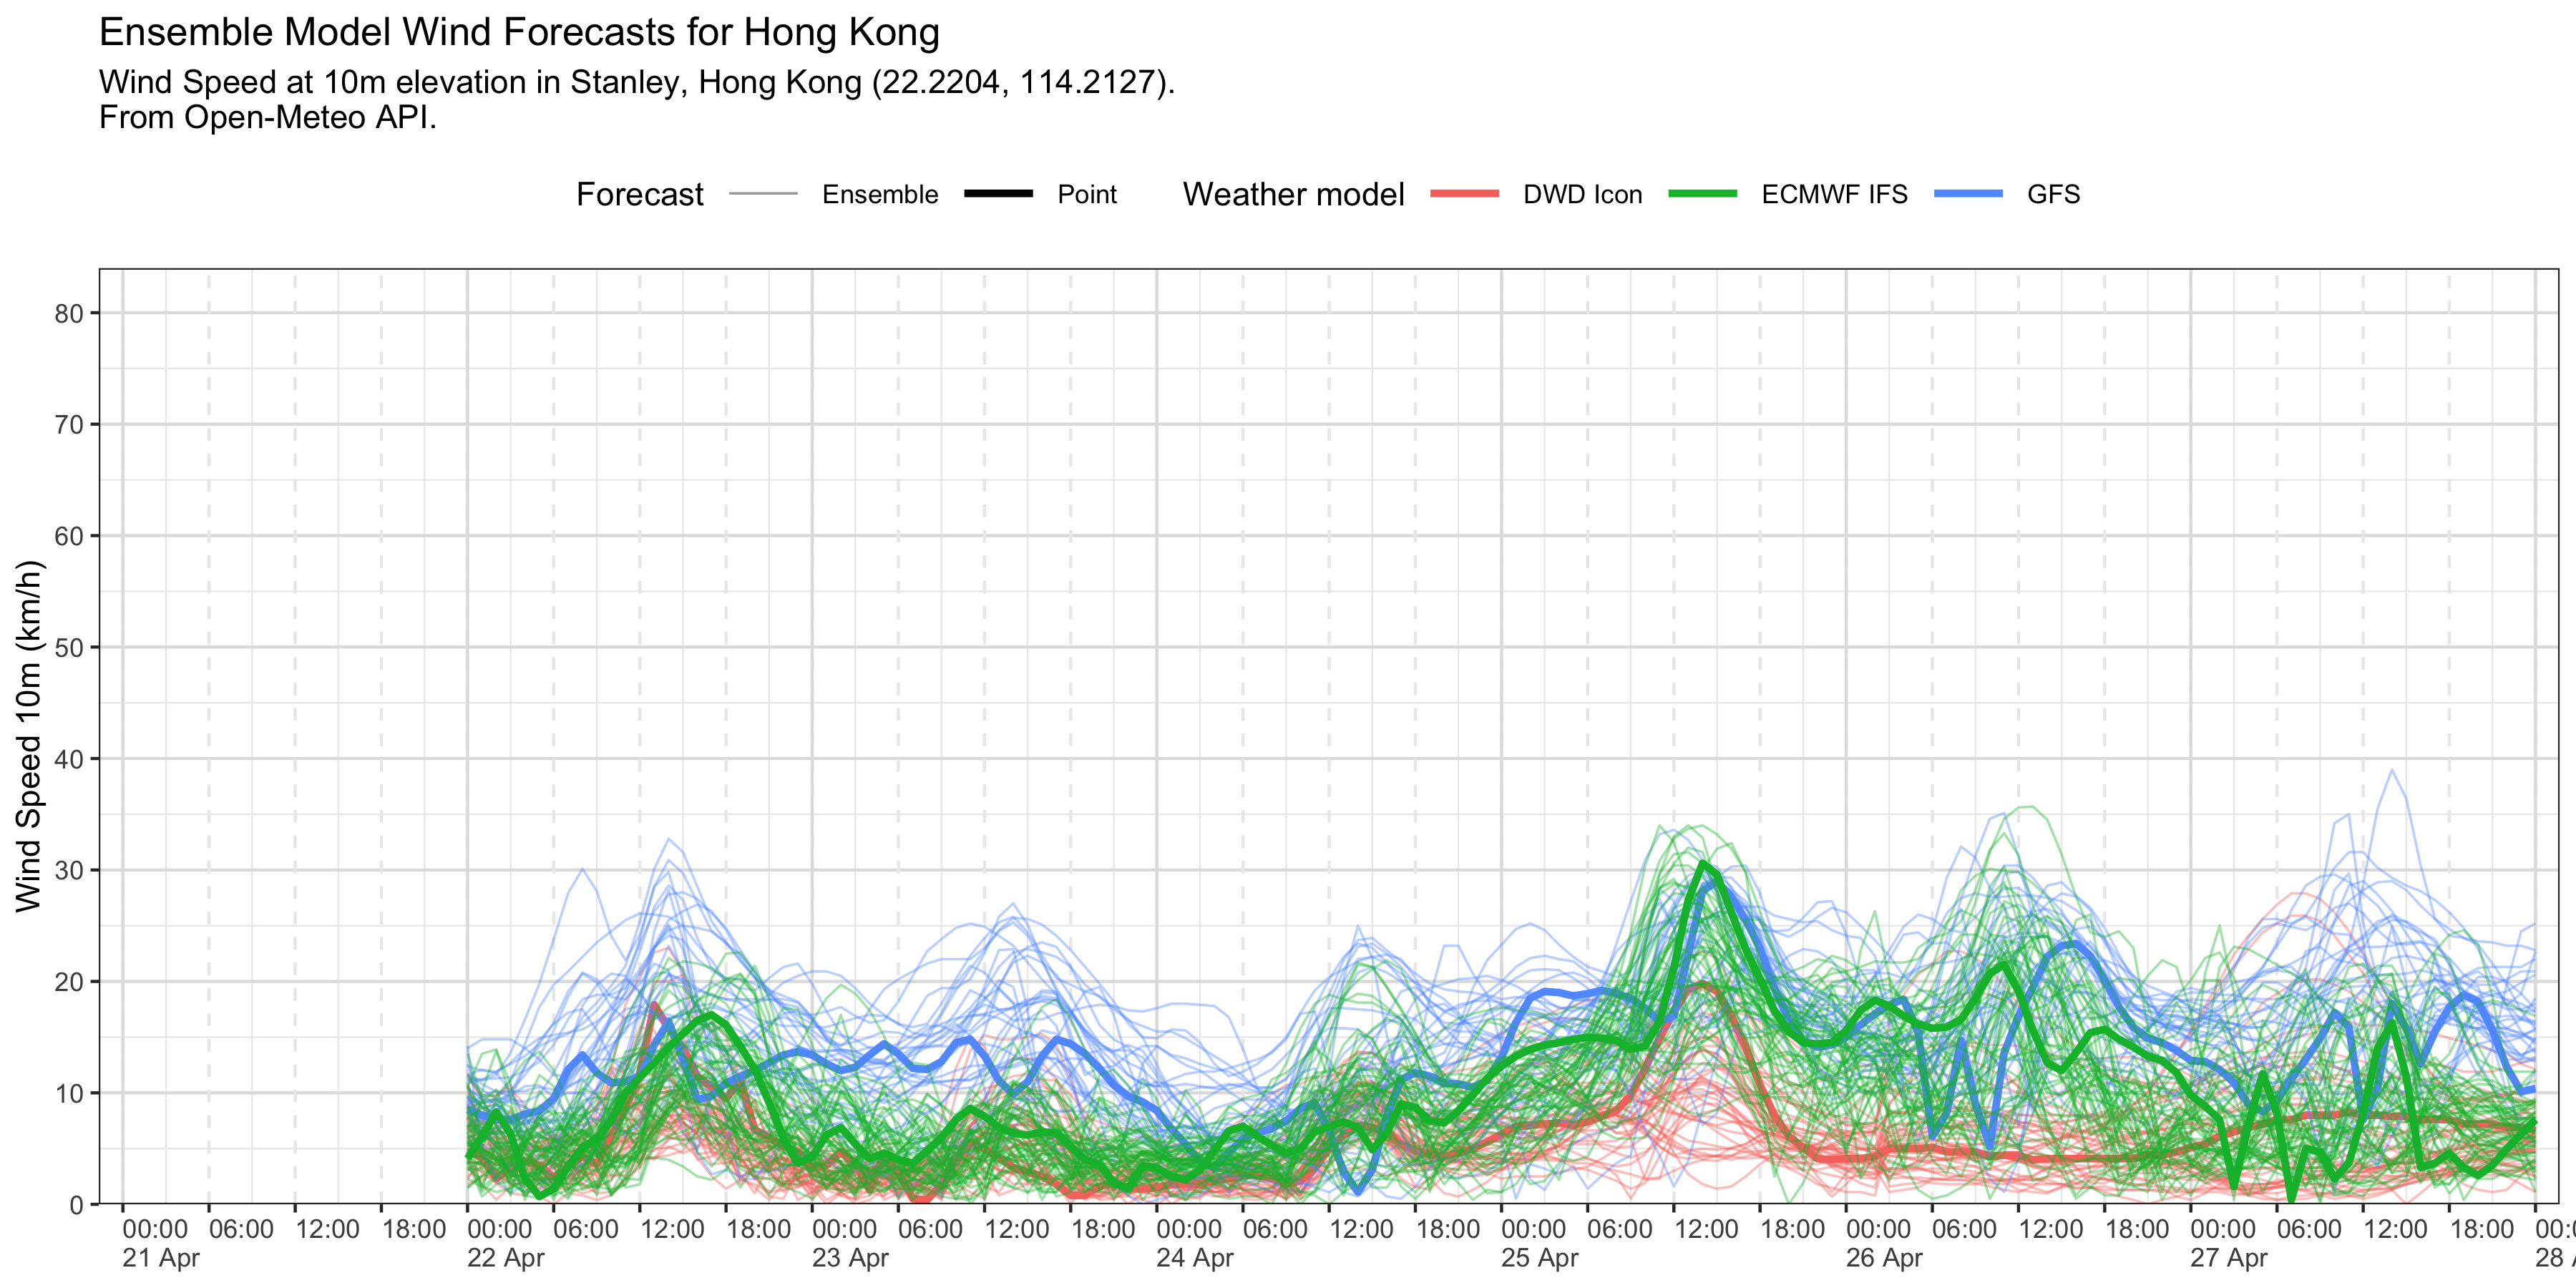 Ensemble Model Wind Forecasts for Hong Kong
Wind Speed at 10m elevation in Stanley, Hong Kong (22.2204, 114.2127).
From Open-Meteo API.
Forecast Ensemble Point Weather model DWD Icon ECMWF IFS GFS
Wind Speed 10m (km/h)
80
70
60
50
40
30
20
10
0
00:00 06:00 12:00 18:00 00:00 06:00 12:00 18:00 00:00 06:00 12:00 18:00 00:00 06:00 12:00 18:00 00:00 06:00 12:00 18:00 00:00 06:00 12:00 18:00 00:00 06:00 12:00 18:00
21 Apr 22 Apr 23 Apr 24 Apr 25 Apr 26 Apr 27 Apr 28